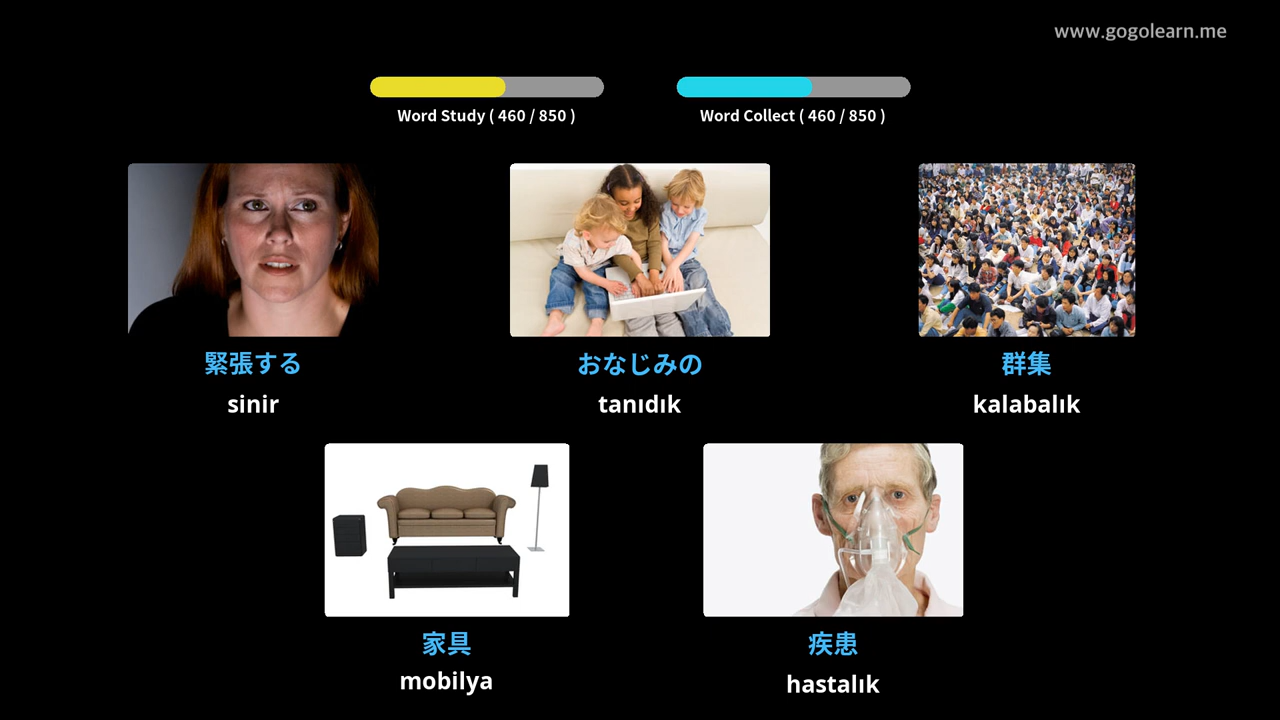 www.gogolearn.me
Word Study ( 460 / 850 )
Word Collect ( 460 / 850 )
緊張する
sinir
おなじみの
tanıdık
群集
kalabalık
家具
mobilya
疾患
hastalık